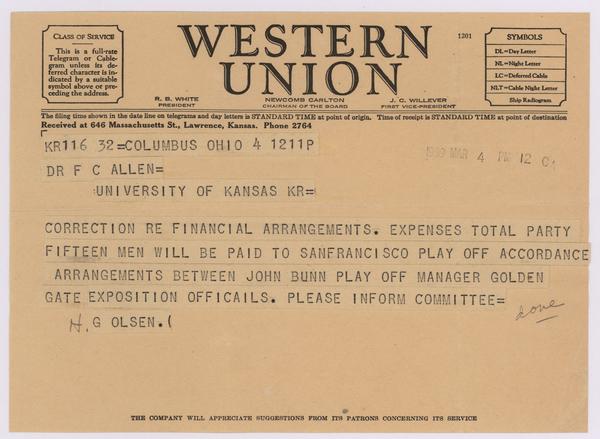 CLASS OF SERVICE
This is a full-rate
Telegram or Cable-
gram unless its de-
ferred character is in-
dicated by a suitable
symbol above or pre-
ceding the address.
WESTERN
UNION
1201
R. B. WHITE
PRESIDENT
NEWCOMB CARLTON
CHAIRMAN OF THE BOARD
J. C. WILLEVER
FIRST VICE-PRESIDENT
SYMBOLS
DL=Day Letter
NL=Night Letter
LC=Deferred Cable
NLT=Cable Night Letter
Ship Radiogram
The filing time shown in the date line on telegrams and day letters is STANDARD TIME at point of origin. Time of receipt is STANDARD TIME at point of destination
Received at 646 Massachusetts St., Lawrence, Kansas. Phone 2764
KR116 32=COLUMBUS OHIO 4 1211P
1939 MAR 4 PM 12 01
DR F C ALLEN=
UNIVERSITY OF KANSAS KR=
CORRECTION RE FINANCIAL ARRANGEMENTS. EXPENSES TOTAL PARTY
FIFTEEN MEN WILL BE PAID TO SANFRANCISCO PLAY OFF ACCORDANCE
ARRANGEMENTS BETWEEN JOHN BUNN PLAY OFF MANAGER GOLDEN
GATE EXPOSITION OFFICAILS. PLEASE INFORM COMMITTEE=
done
H. G OLSEN.(
THE COMPANY WILL APPRECIATE SUGGESTIONS FROM ITS PATRONS CONCERNING ITS SERVICE